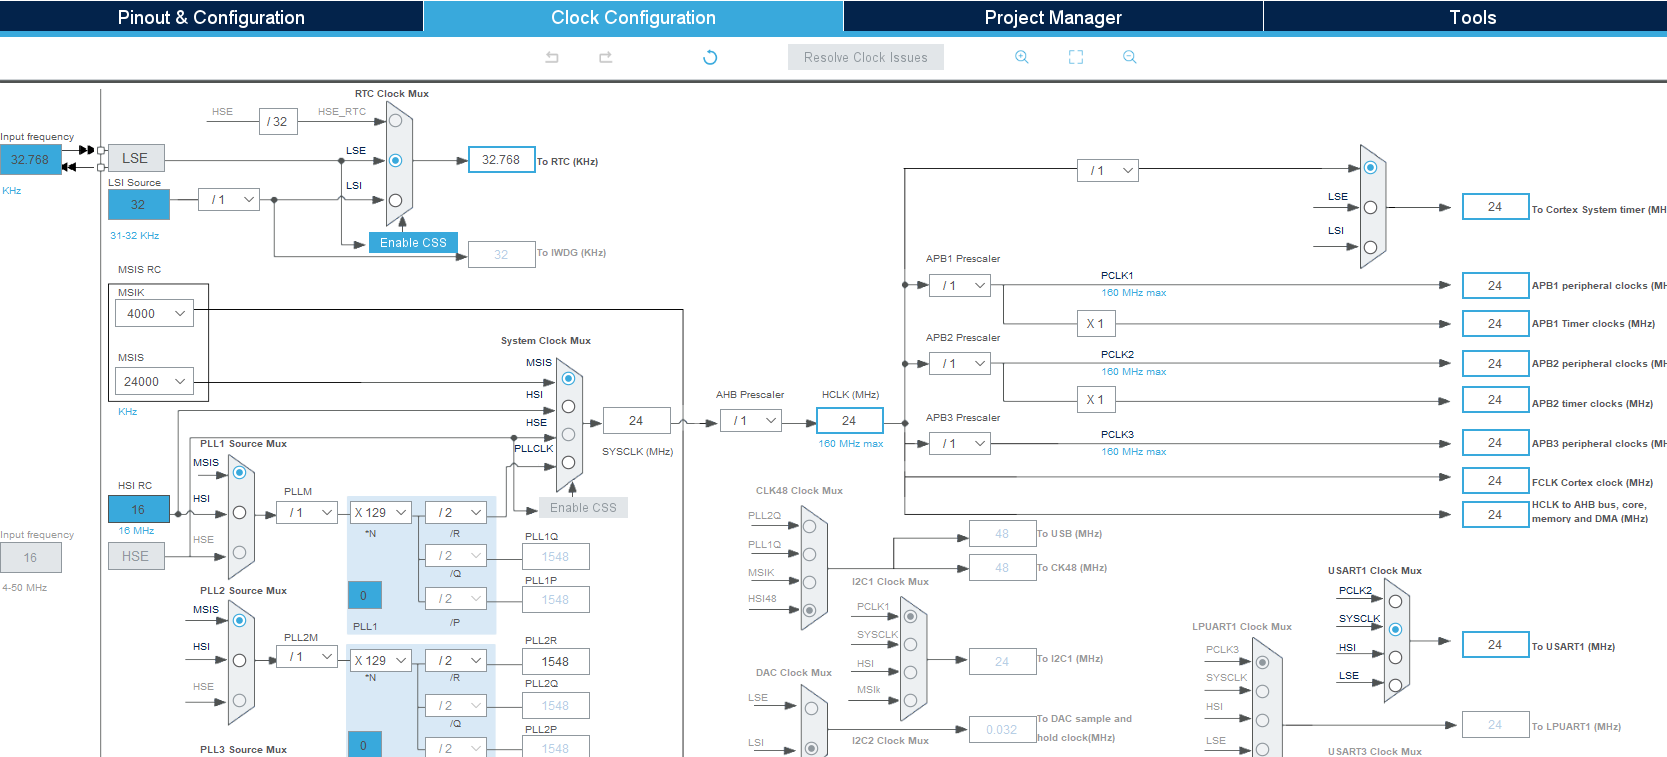 Pinout & Configuration
Clock Configuration
Project Manager
Tools
Resolve Clock Issues
RTC Clock Mux
HSE
/ 32
HSE_RTC
Input frequency
32.768
KHz
LSE
LSE
32.768
To RTC (KHz)
LSI Source
32
31-32 KHz
/ 1
LSI
Enable CSS
32
To IWDG (KHz)
MSIS RC
MSIK
4000
MSIS
24000
KHz
System Clock Mux
MSIS
HSI
HSE
PLLCLK
24
SYSCLK (MHz)
Enable CSS
AHB Prescaler
/ 1
HCLK (MHz)
24
160 MHz max
/ 1
LSE
LSI
24
To Cortex System timer (MH
APB1 Prescaler
/ 1
PCLK1
160 MHz max
24
APB1 peripheral clocks (MH
X 1
24
APB1 Timer clocks (MHz)
APB2 Prescaler
/ 1
PCLK2
160 MHz max
24
APB2 peripheral clocks (MH
X 1
24
APB2 timer clocks (MHz)
APB3 Prescaler
/ 1
PCLK3
160 MHz max
24
APB3 peripheral clocks (MH
24
FCLK Cortex clock (MHz)
24
HCLK to AHB bus, core,
memory and DMA (MHz)
HSI RC
16
16 MHz
Input frequency
16
4-50 MHz
HSE
PLL1 Source Mux
MSIS
HSI
HSE
PLLM
/ 1
X 129
*N
0
PLL1
/ 2
/R
/ 2
/Q
/ 2
/P
PLL1Q
1548
PLL1P
1548
PLL2 Source Mux
MSIS
HSI
HSE
PLL2M
/ 1
X 129
*N
0
/ 2
/R
/ 2
/Q
/ 2
PLL2R
1548
PLL2Q
1548
PLL2P
1548
PLL3 Source Mux
CLK48 Clock Mux
PLL2Q
PLL1Q
MSIK
HSI48
48
To USB (MHz)
48
To CK48 (MHz)
I2C1 Clock Mux
PCLK1
SYSCLK
HSI
MSIk
24
To I2C1 (MHz)
DAC Clock Mux
LSE
LSI
0.032
To DAC sample and
hold clock(MHz)
I2C2 Clock Mux
USART1 Clock Mux
PCLK2
SYSCLK
HSI
LSE
24
To USART1 (MHz)
LPUART1 Clock Mux
PCLK3
SYSCLK
HSI
LSE
24
To LPUART1 (MHz)
USART3 Clock Mux